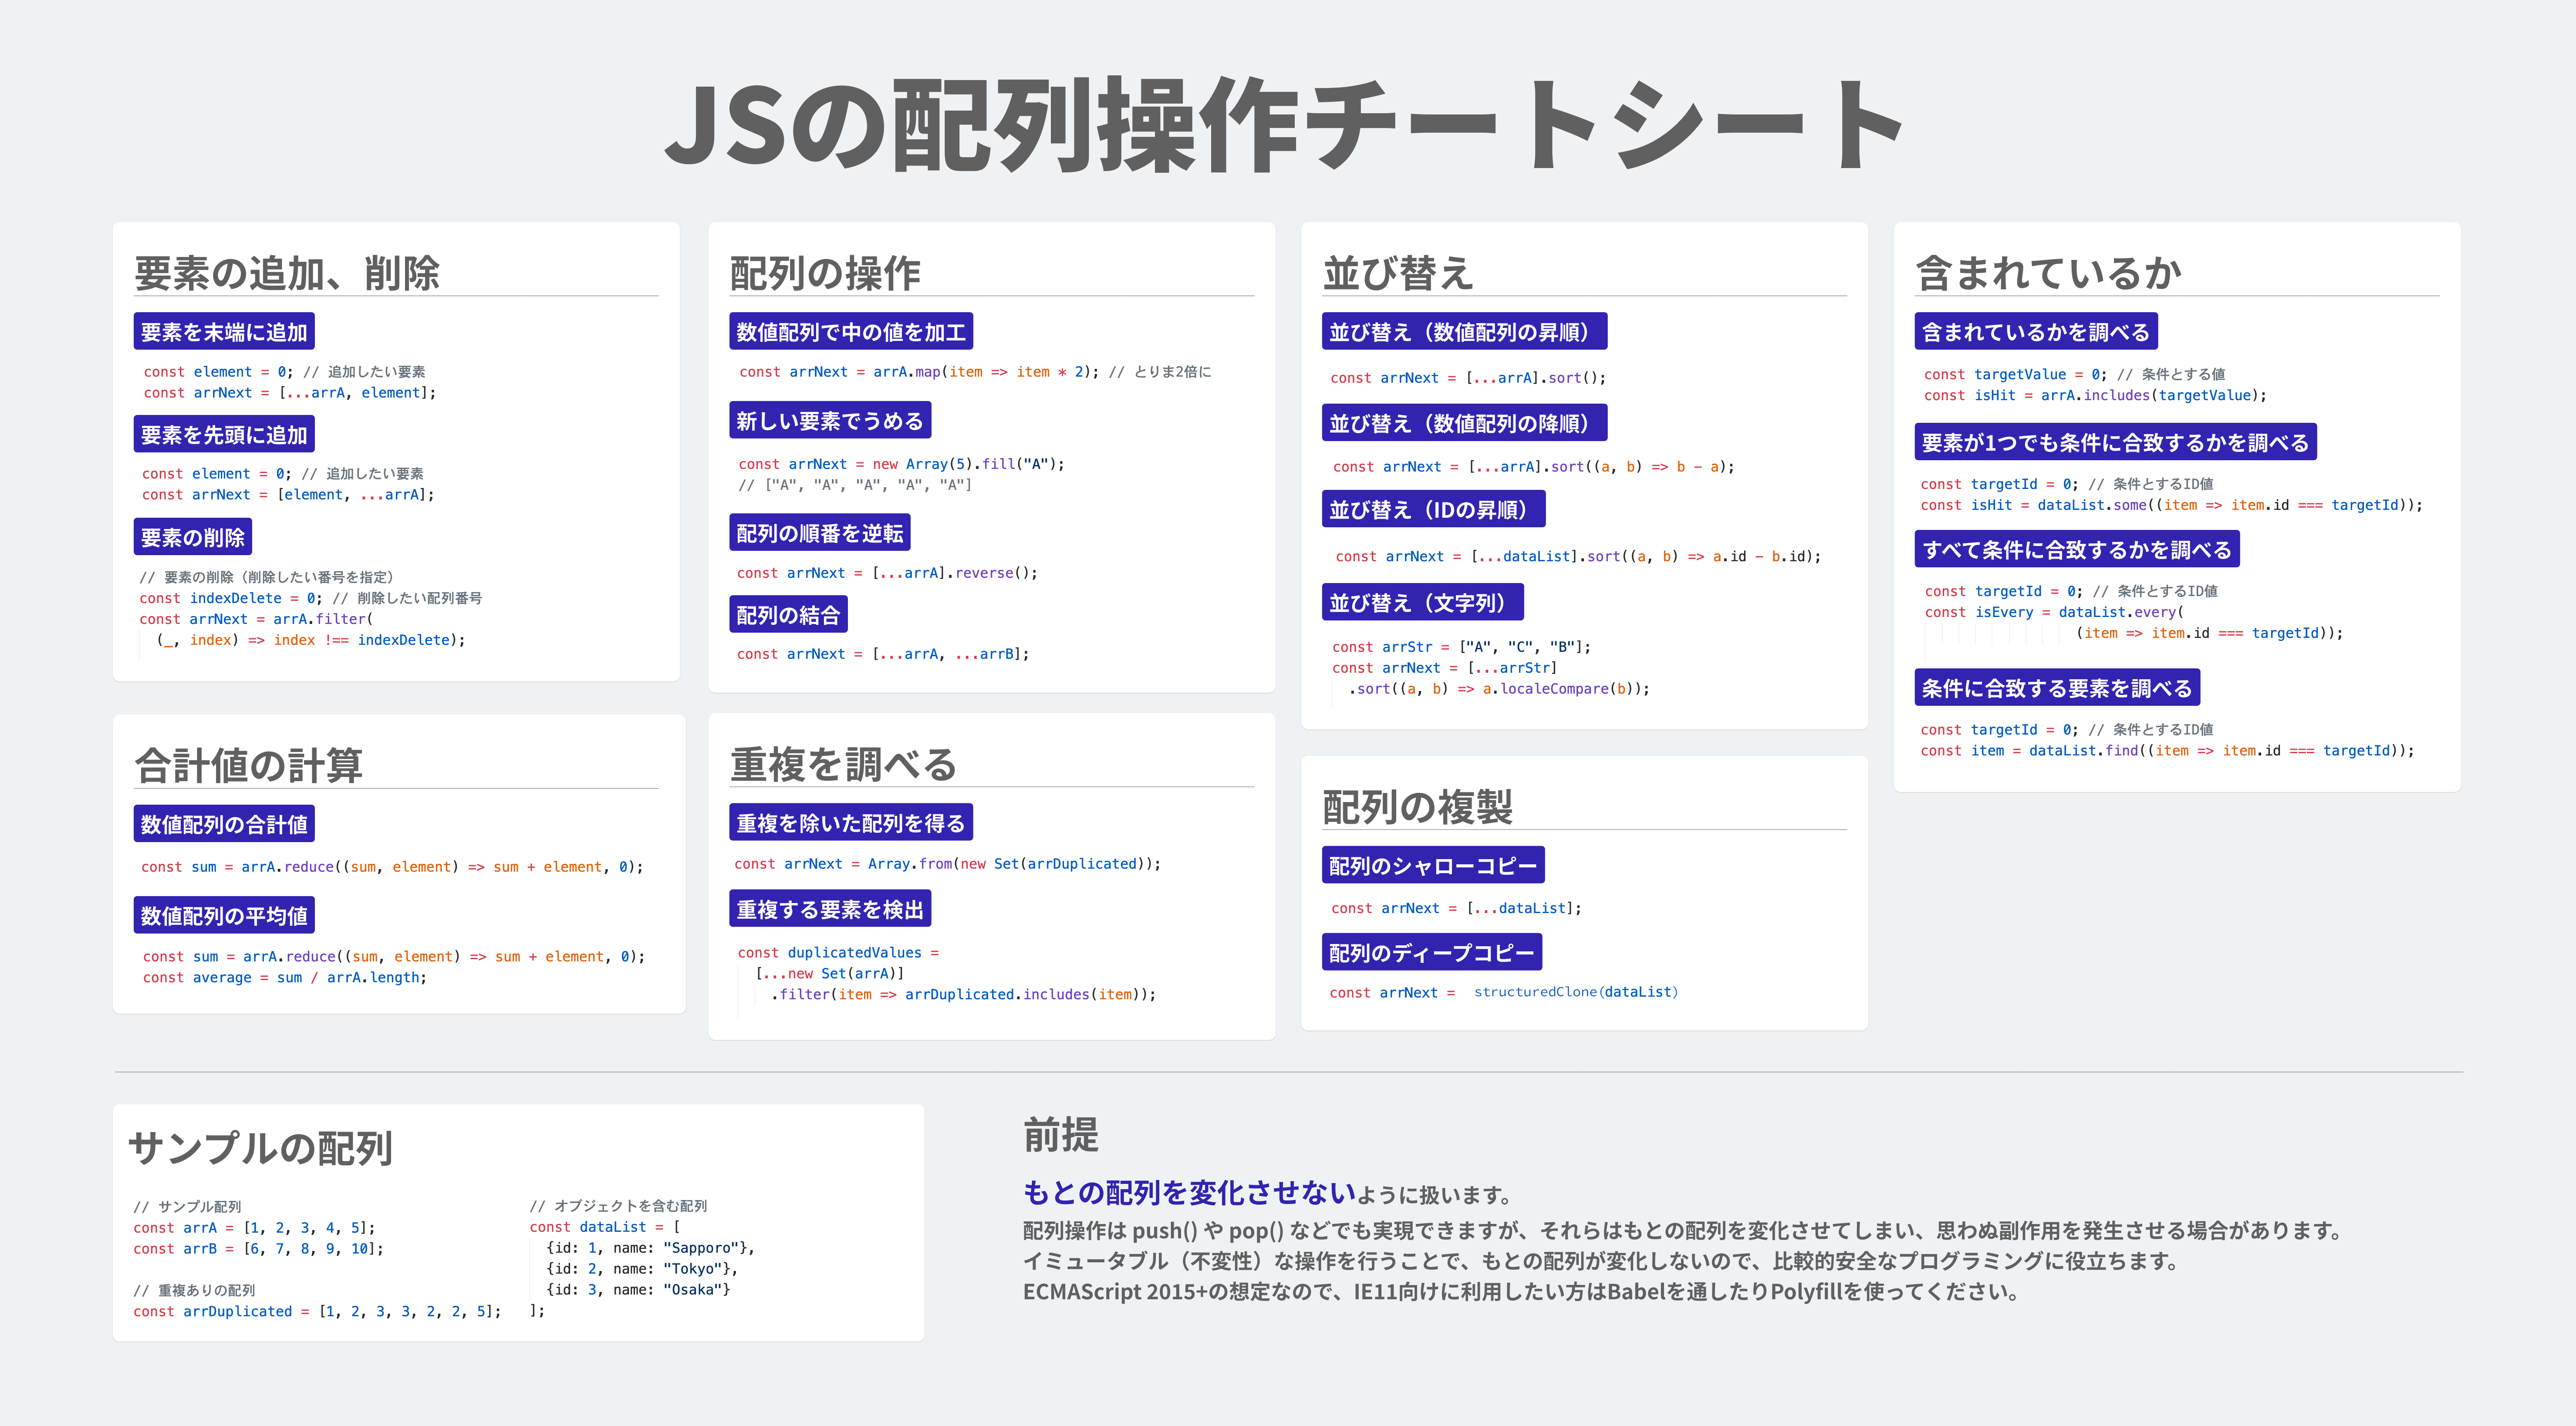 JSの配列操作チートシート
要素の追加、削除
要素を末端に追加
const element = 0; // 追加したい要素
const arrNext = [...arrA, element];
要素を先頭に追加
const element = 0; // 追加したい要素
const arrNext = [element, ...arrA];
要素の削除
// 要素の削除（削除したい番号を指定）
const indexDelete = 0; // 削除したい配列番号
const arrNext = arrA.filter(
(_, index) => index !== indexDelete);
合計値の計算
数値配列の合計値
const sum = arrA.reduce((sum, element) => sum + element, 0);
数値配列の平均値
const sum = arrA.reduce((sum, element) => sum + element, 0);
const average = sum / arrA.length;
配列の操作
数値配列で中の値を加工
const arrNext = arrA.map(item => item * 2); // とりま2倍に
新しい要素でうめる
const arrNext = new Array(5).fill("A");
// ["A", "A", "A", "A", "A"]
配列の順番を逆転
const arrNext = [...arrA].reverse();
配列の結合
const arrNext = [...arrA, ...arrB];
重複を調べる
重複を除いた配列を得る
const arrNext = Array.from(new Set(arrDuplicated));
重複する要素を検出
const duplicatedValues =
[...new Set(arrA)]
.filter(item => arrDuplicated.includes(item));
並び替え
並び替え（数値配列の昇順）
const arrNext = [...arrA].sort();
並び替え（数値配列の降順）
const arrNext = [...arrA].sort((a, b) => b - a);
並び替え（IDの昇順）
const arrNext = [...dataList].sort((a, b) => a.id - b.id);
並び替え（文字列）
const arrStr = ["A", "C", "B"];
const arrNext = [...arrStr]
.sort((a, b) => a.localeCompare(b));
配列の複製
配列のシャローコピー
const arrNext = [...dataList];
配列のディープコピー
const arrNext = structuredClone(dataList)
含まれているか
含まれているかを調べる
const targetValue = 0; // 条件とする値
const isHit = arrA.includes(targetValue);
要素が1つでも条件に合致するかを調べる
const targetId = 0; // 条件とするID値
const isHit = dataList.some((item => item.id === targetId));
すべて条件に合致するかを調べる
const targetId = 0; // 条件とするID値
const isEvery = dataList.every(
(item => item.id === targetId));
条件に合致する要素を調べる
const targetId = 0; // 条件とするID値
const item = dataList.find((item => item.id === targetId));
サンプルの配列
// サンプル配列
const arrA = [1, 2, 3, 4, 5];
const arrB = [6, 7, 8, 9, 10];
// 重複ありの配列
const arrDuplicated = [1, 2, 3, 3, 2, 2, 5];
// オブジェクトを含む配列
const dataList = [
{id: 1, name: "Sapporo"},
{id: 2, name: "Tokyo"},
{id: 3, name: "Osaka"}
];
前提
もとの配列を変化させないように扱います。
配列操作は push() や pop() などでも実現できますが、それらはもとの配列を変化させてしまい、思わぬ副作用を発生させる場合があります。
イミュータブル（不変性）な操作を行うことで、もとの配列が変化しないので、比較的安全なプログラミングに役立ちます。
ECMAScript 2015+の想定なので、IE11向けに利用したい方はBabelを通したりPolyfillを使ってください。